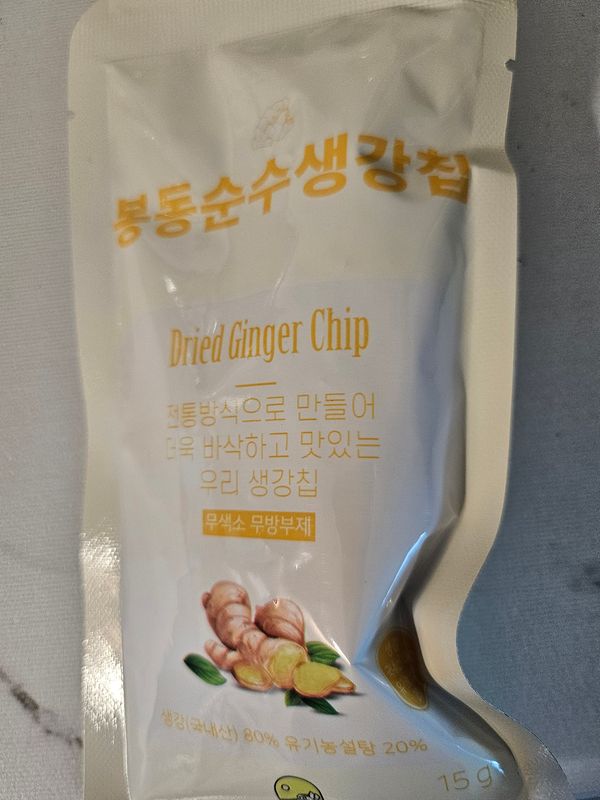 봉동순수생강칩
Dried Ginger Chip
전통방식으로 만들어
더욱 바삭하고 맛있는
우리 생강칩
무색소 무방부제
생강(국내산) 80% 유기농설탕 20%
15 g